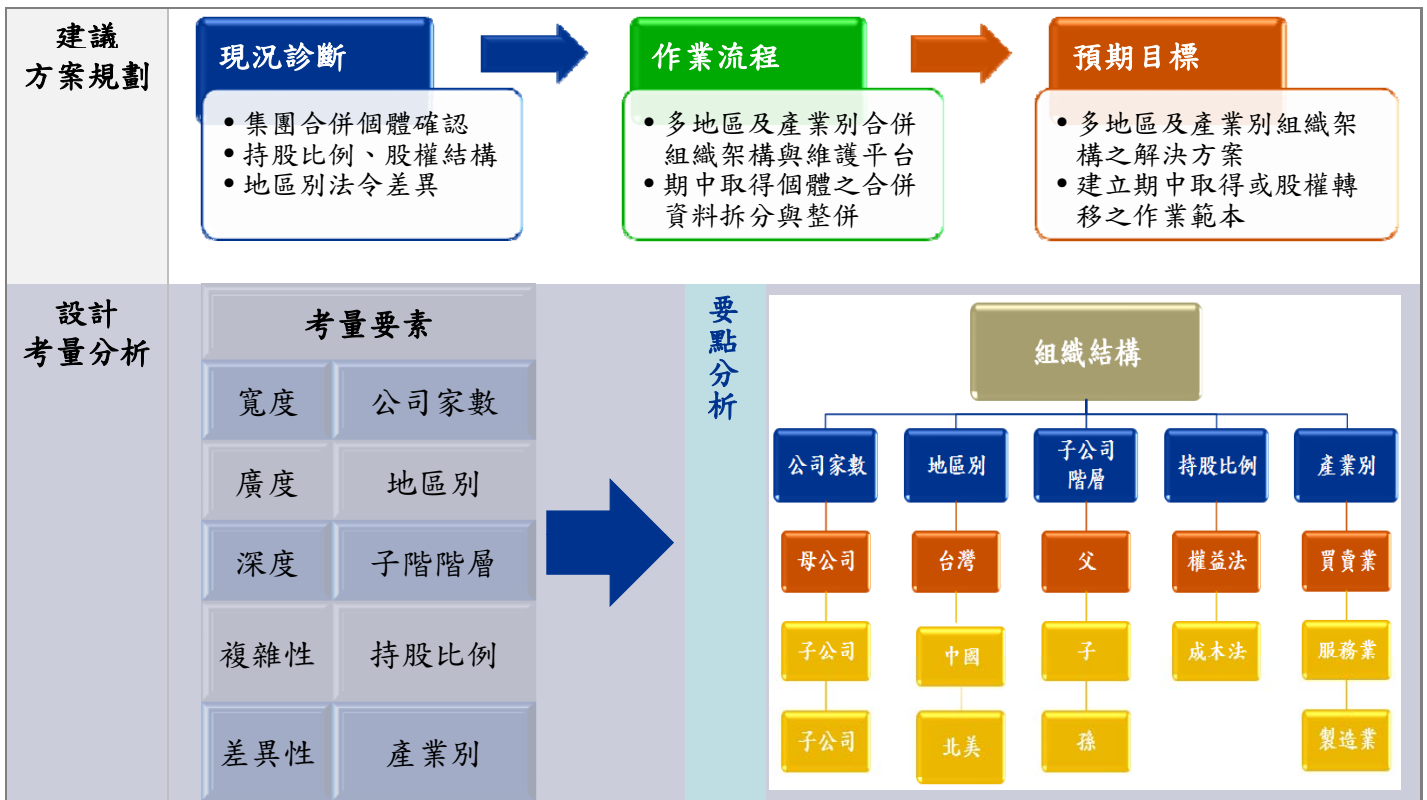 建議
方案規劃
現況診斷
• 集團合併個體確認
• 持股比例、股權結構
• 地區別法令差異
作業流程
• 多地區及產業別合併
組織架構與維護平台
• 期中取得個體之合併
資料拆分與整併
預期目標
• 多地區及產業別組織架
構之解決方案
• 建立期中取得或股權轉
移之作業範本
設計
考量分析
考量要素
寬度 公司家數
廣度 地區別
深度 子階階層
複雜性 持股比例
差異性 產業別
要點分析
組織結構
公司家數
母公司
子公司
子公司
地區別
台灣
中國
北美
子公司
階層
父
子
孫
持股比例
權益法
成本法
產業別
買賣業
服務業
製造業